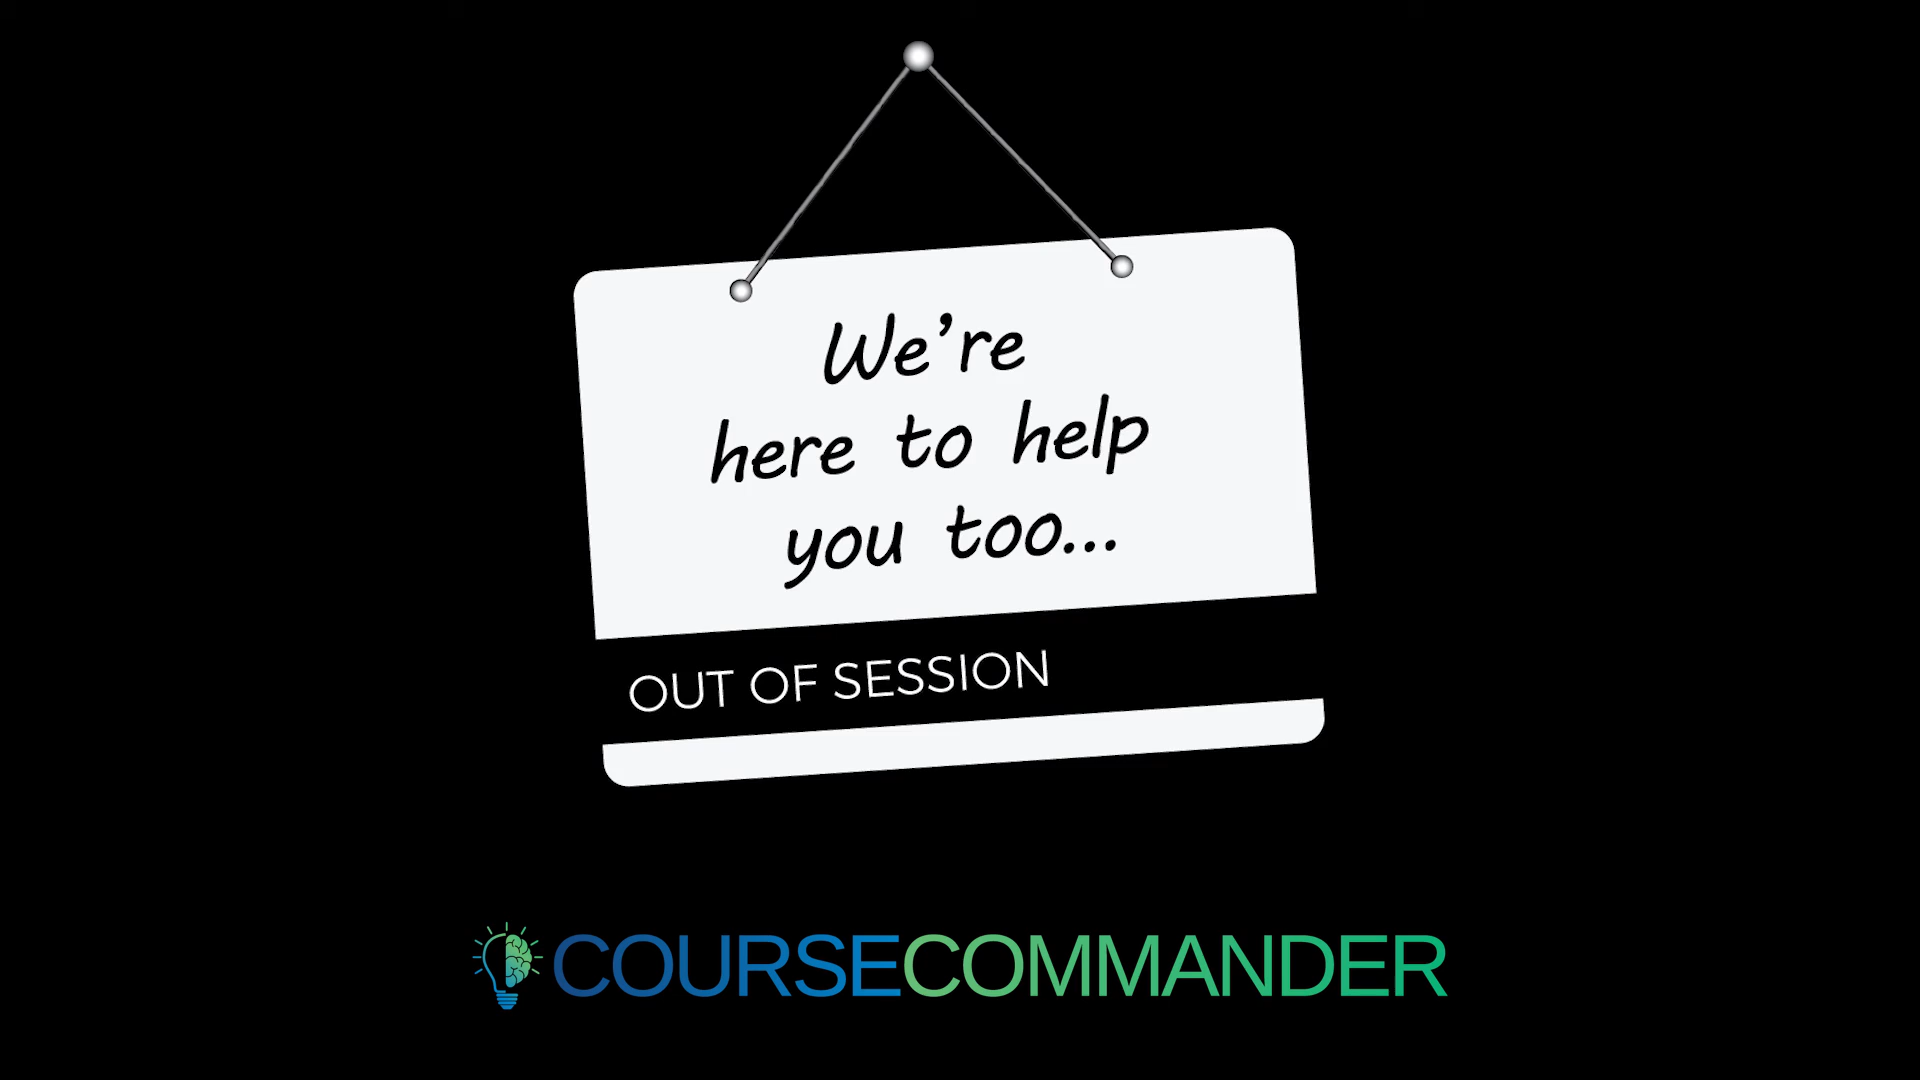 We're
here to help
you too...
OUT OF SESSION
COURSECOMMANDER